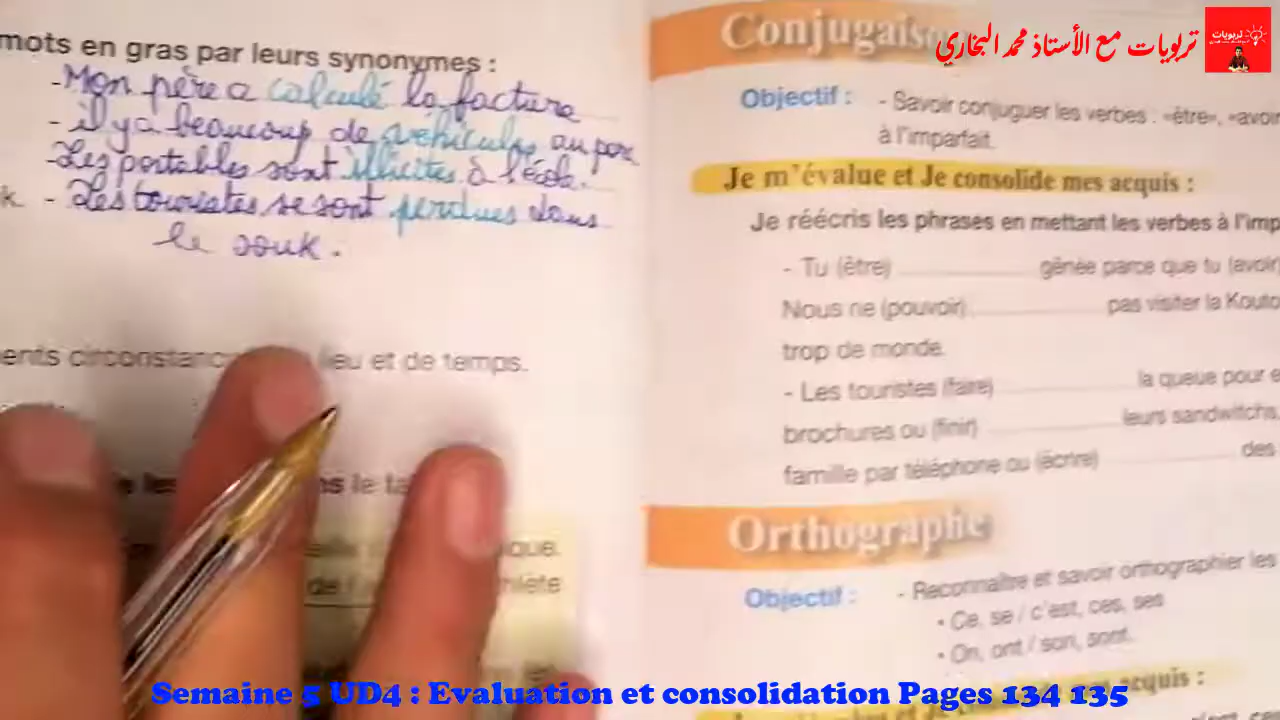 mots en gras par leurs synonymes :
- Mon père a calculé la facture
- il y a beaucoup de véhicules au parc
- Les portables sont illicites à l'école.
- Les touristes se sont perdues dans
le souk.
lieu et de temps.
Conjugaison
تربويات مع الأستاذ محمد البخاري
تربويات
Objectif : - Savoir conjuguer les verbes : «être», «avoir
à l'imparfait.
Je m'évalue et Je consolide mes acquis :
Je réécris les phrases en mettant les verbes à l'imp
- Tu (être) gênée parce que tu (avoir)
Nous ne (pouvoir) pas visiter la Kouto
trop de monde.
- Les touristes (faire) la queue pour e
brochures ou (finir) leurs sandwitchs,
famille par téléphone ou (écrire) des
Orthographe
Objectif : - Reconnaître et savoir orthographier les
• Ce, se / c'est, ces, ses
• On, ont / son, sont.
acquis :
Semaine 5 UD4 : Evaluation et consolidation Pages 134 135